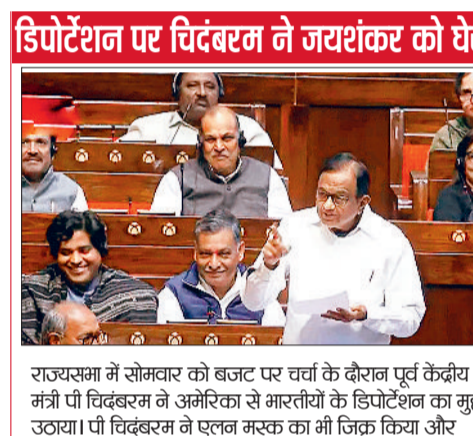 डिपोर्टेशन पर चिदंबरम ने जयशंकर को
राज्यसभा में सोमवार को बजट पर चर्चा के दौरान पूर्व केंद्रीय
मंत्री पी चिदंबरम ने अमेरिका से भारतीयों के डिपोर्टेशन का
उठाया। पी चिदंबरम ने एलन मस्क का भी जिक्र किया और